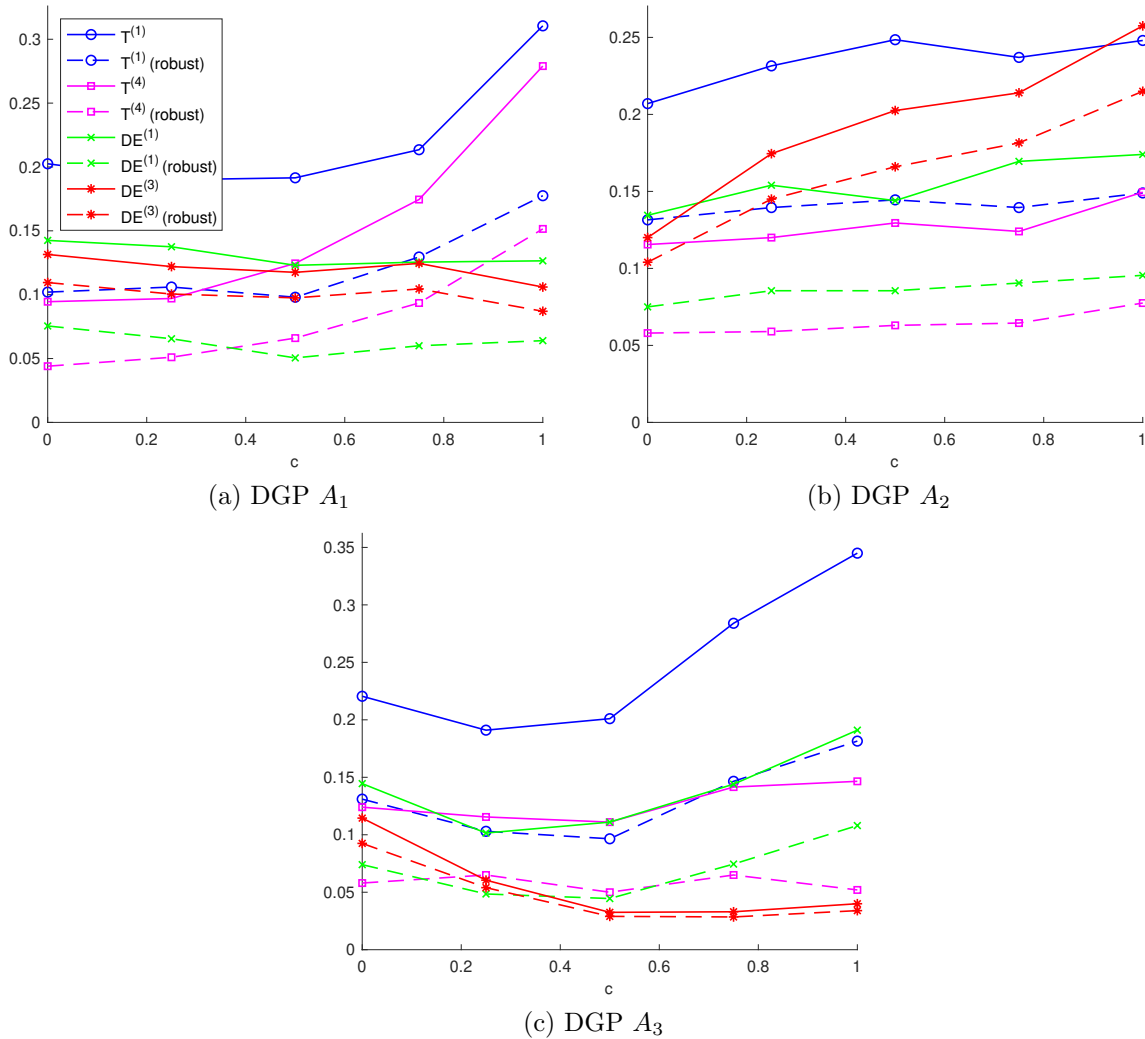 0.3
0.25
0.2
0.15
0.1
0.05
0
0 0.2 0.4 0.6 0.8 1
c
T^(1)
T^(1) (robust)
T^(4)
T^(4) (robust)
DE^(1)
DE^(1) (robust)
DE^(3)
DE^(3) (robust)
(a) DGP A_1
0.25
0.2
0.15
0.1
0.05
0
0 0.2 0.4 0.6 0.8 1
c
(b) DGP A_2
0.35
0.3
0.25
0.2
0.15
0.1
0.05
0
0 0.2 0.4 0.6 0.8 1
c
(c) DGP A_3